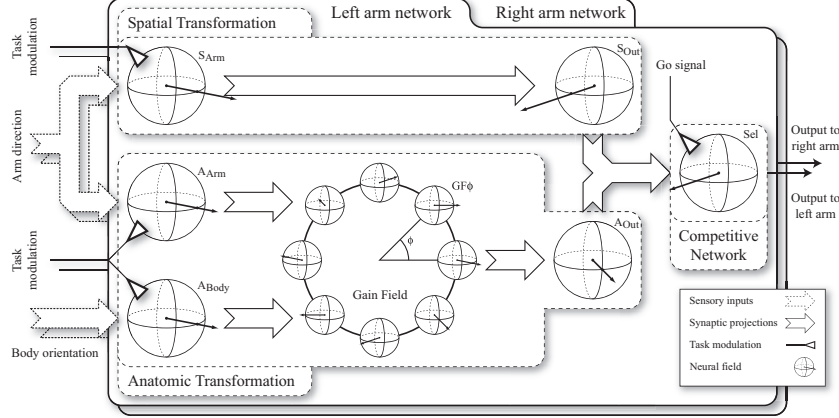 Left arm network
Right arm network
Spatial Transformation
Task
modulation
S_Arm
S_Out
Go signal
Arm direction
Sel
Output to
right arm
A_Arm
GFϕ
ϕ
Output to
left arm
A_Out
Task
modulation
A_Body
Gain Field
Competitive
Network
Body orientation
Anatomic Transformation
Sensory inputs
Synaptic projections
Task modulation
Neural field